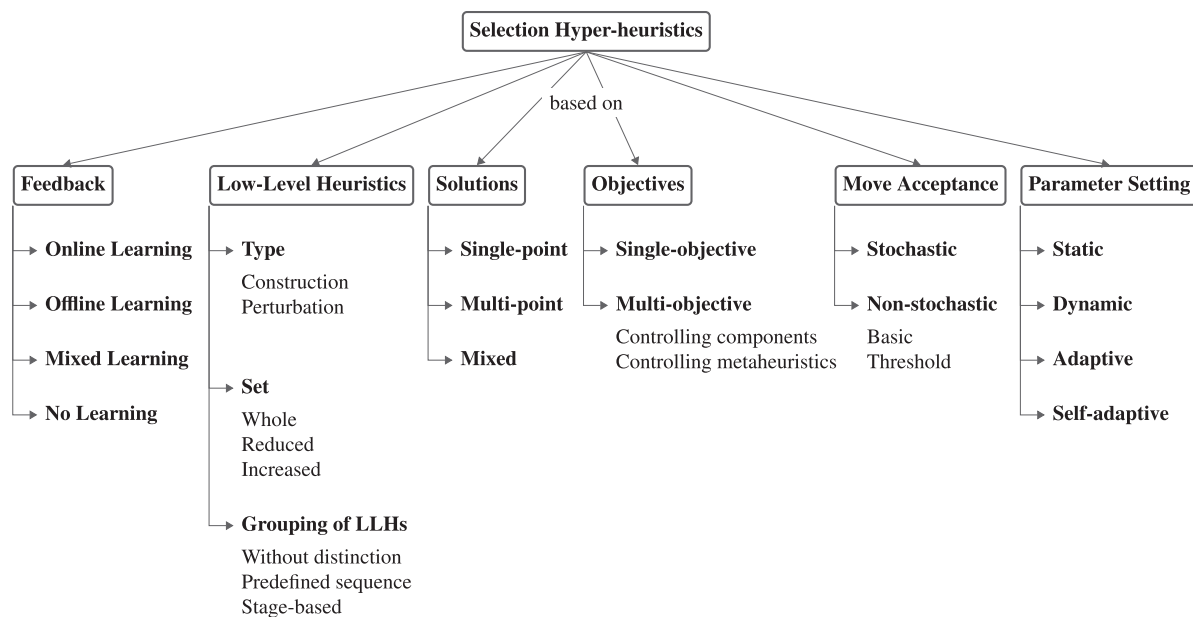 Selection Hyper-heuristics
based on
Feedback
Online Learning
Offline Learning
Mixed Learning
No Learning
Low-Level Heuristics
Type
Construction
Perturbation
Set
Whole
Reduced
Increased
Grouping of LLHs
Without distinction
Predefined sequence
Stage-based
Solutions
Single-point
Multi-point
Mixed
Objectives
Single-objective
Multi-objective
Controlling components
Controlling metaheuristics
Move Acceptance
Stochastic
Non-stochastic
Basic
Threshold
Parameter Setting
Static
Dynamic
Adaptive
Self-adaptive